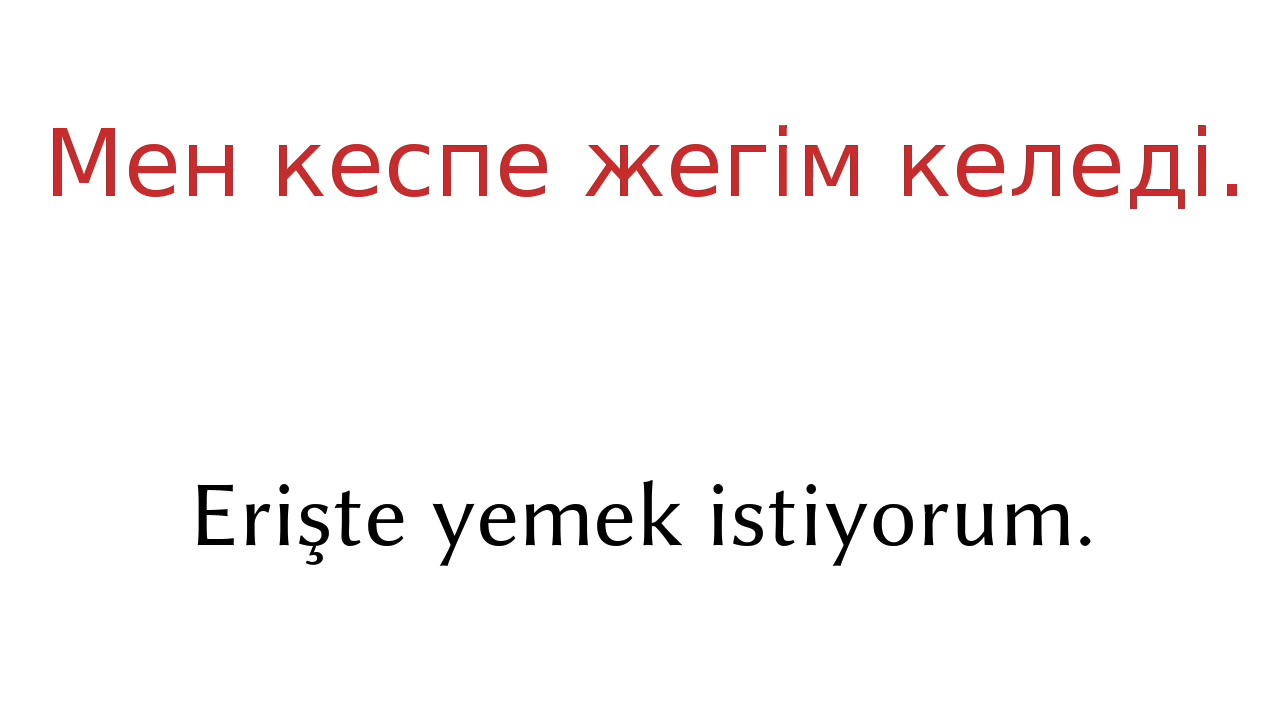 Мен кеспе жегім келеді.
Erişte yemek istiyorum.